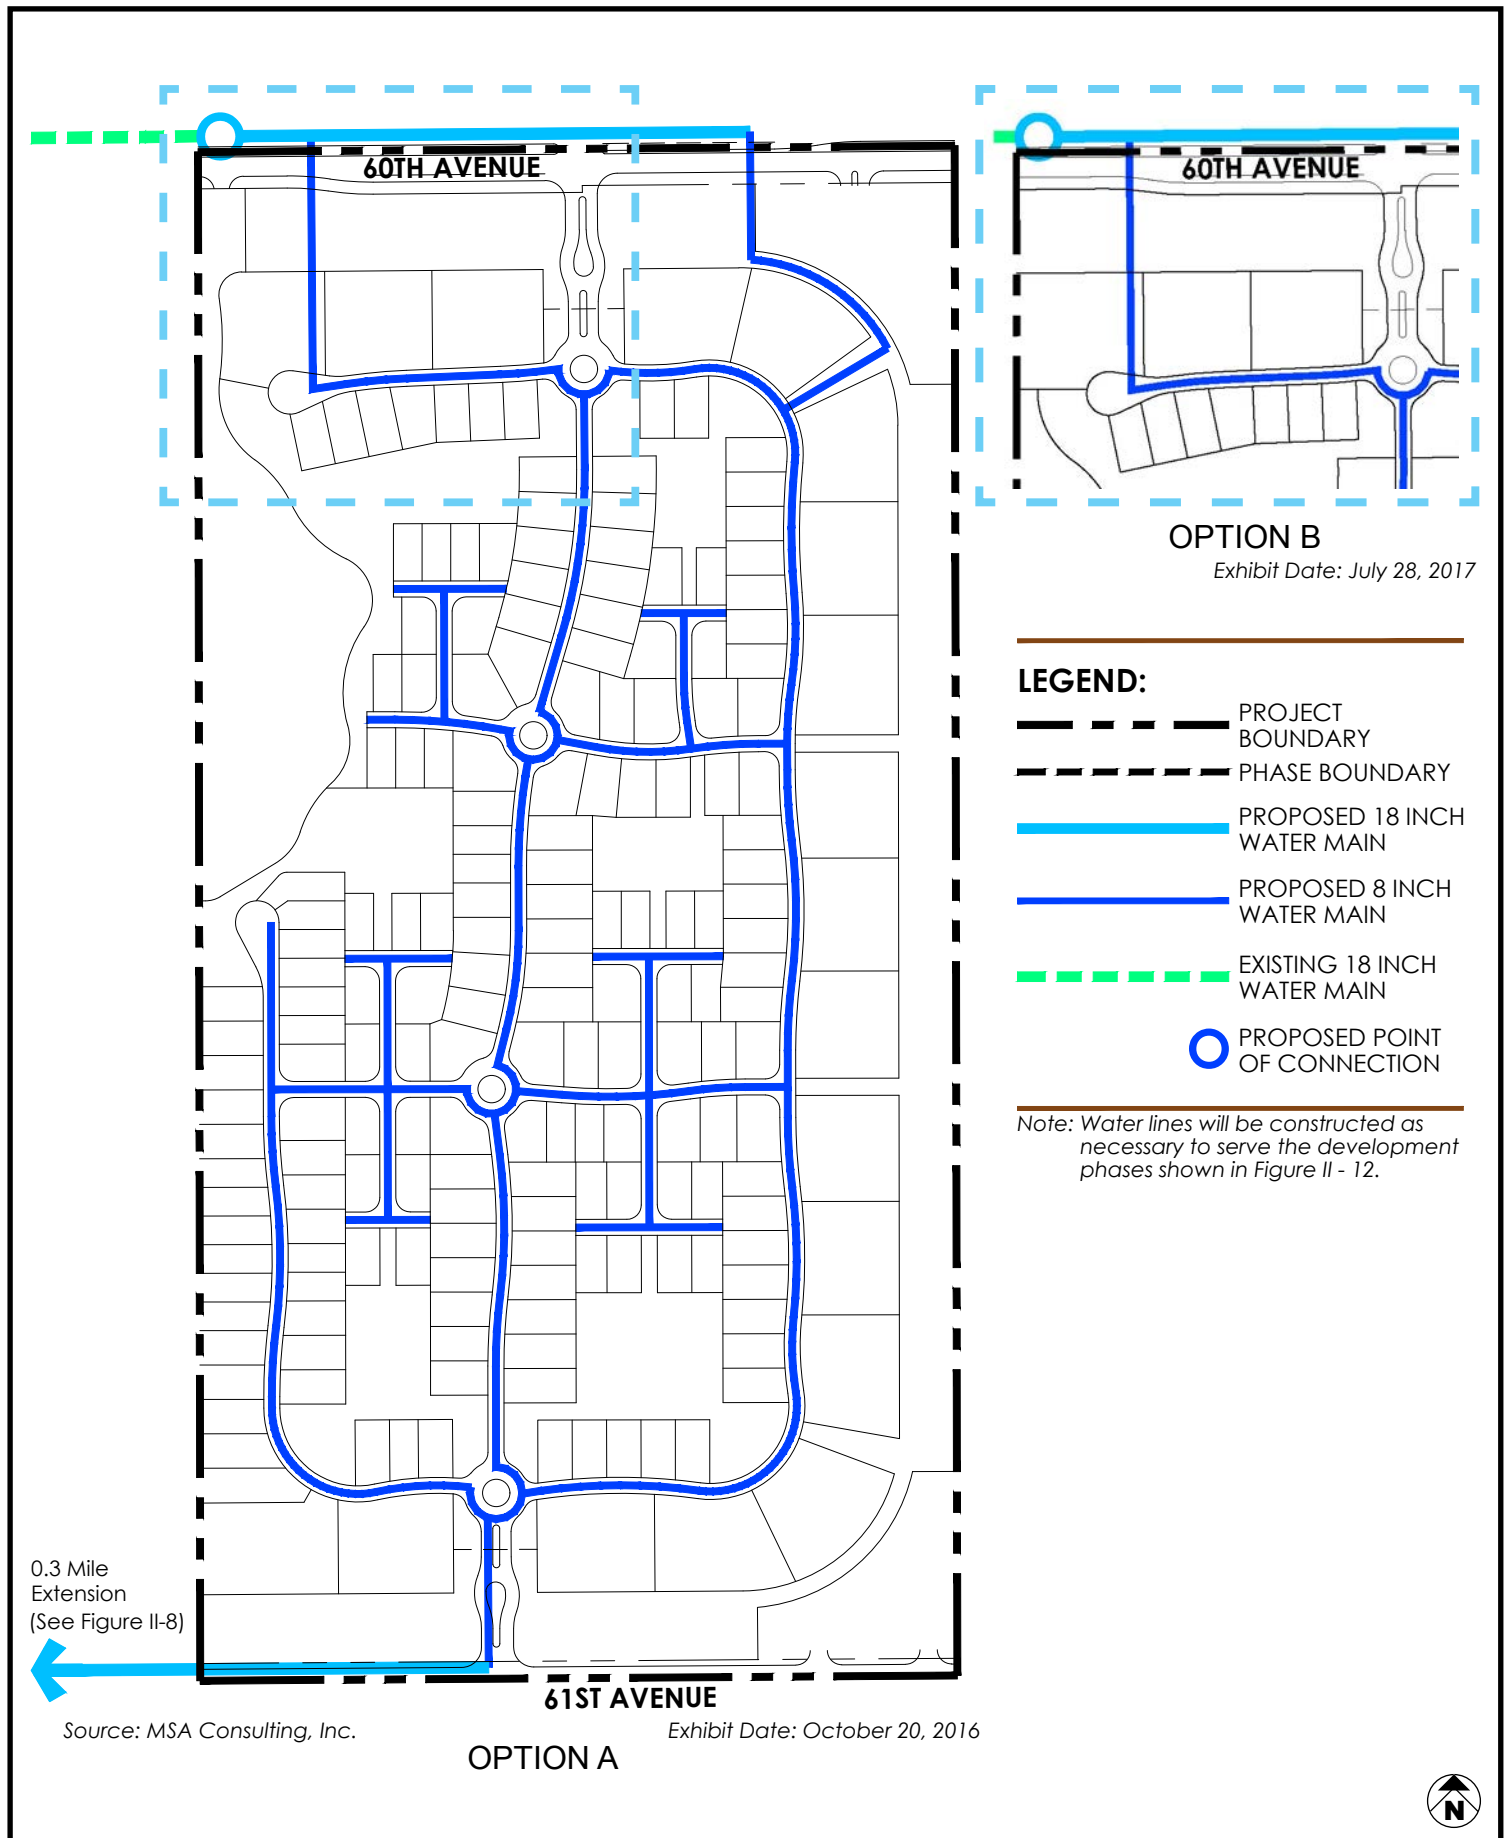 60TH AVENUE
60TH AVENUE
OPTION B
Exhibit Date: July 28, 2017
LEGEND:
PROJECT
BOUNDARY
PHASE BOUNDARY
PROPOSED 18 INCH
WATER MAIN
PROPOSED 8 INCH
WATER MAIN
EXISTING 18 INCH
WATER MAIN
PROPOSED POINT
OF CONNECTION
Note: Water lines will be constructed as
necessary to serve the development
phases shown in Figure II - 12.
0.3 Mile
Extension
(See Figure II-8)
61ST AVENUE
Source: MSA Consulting, Inc.
Exhibit Date: October 20, 2016
OPTION A
N